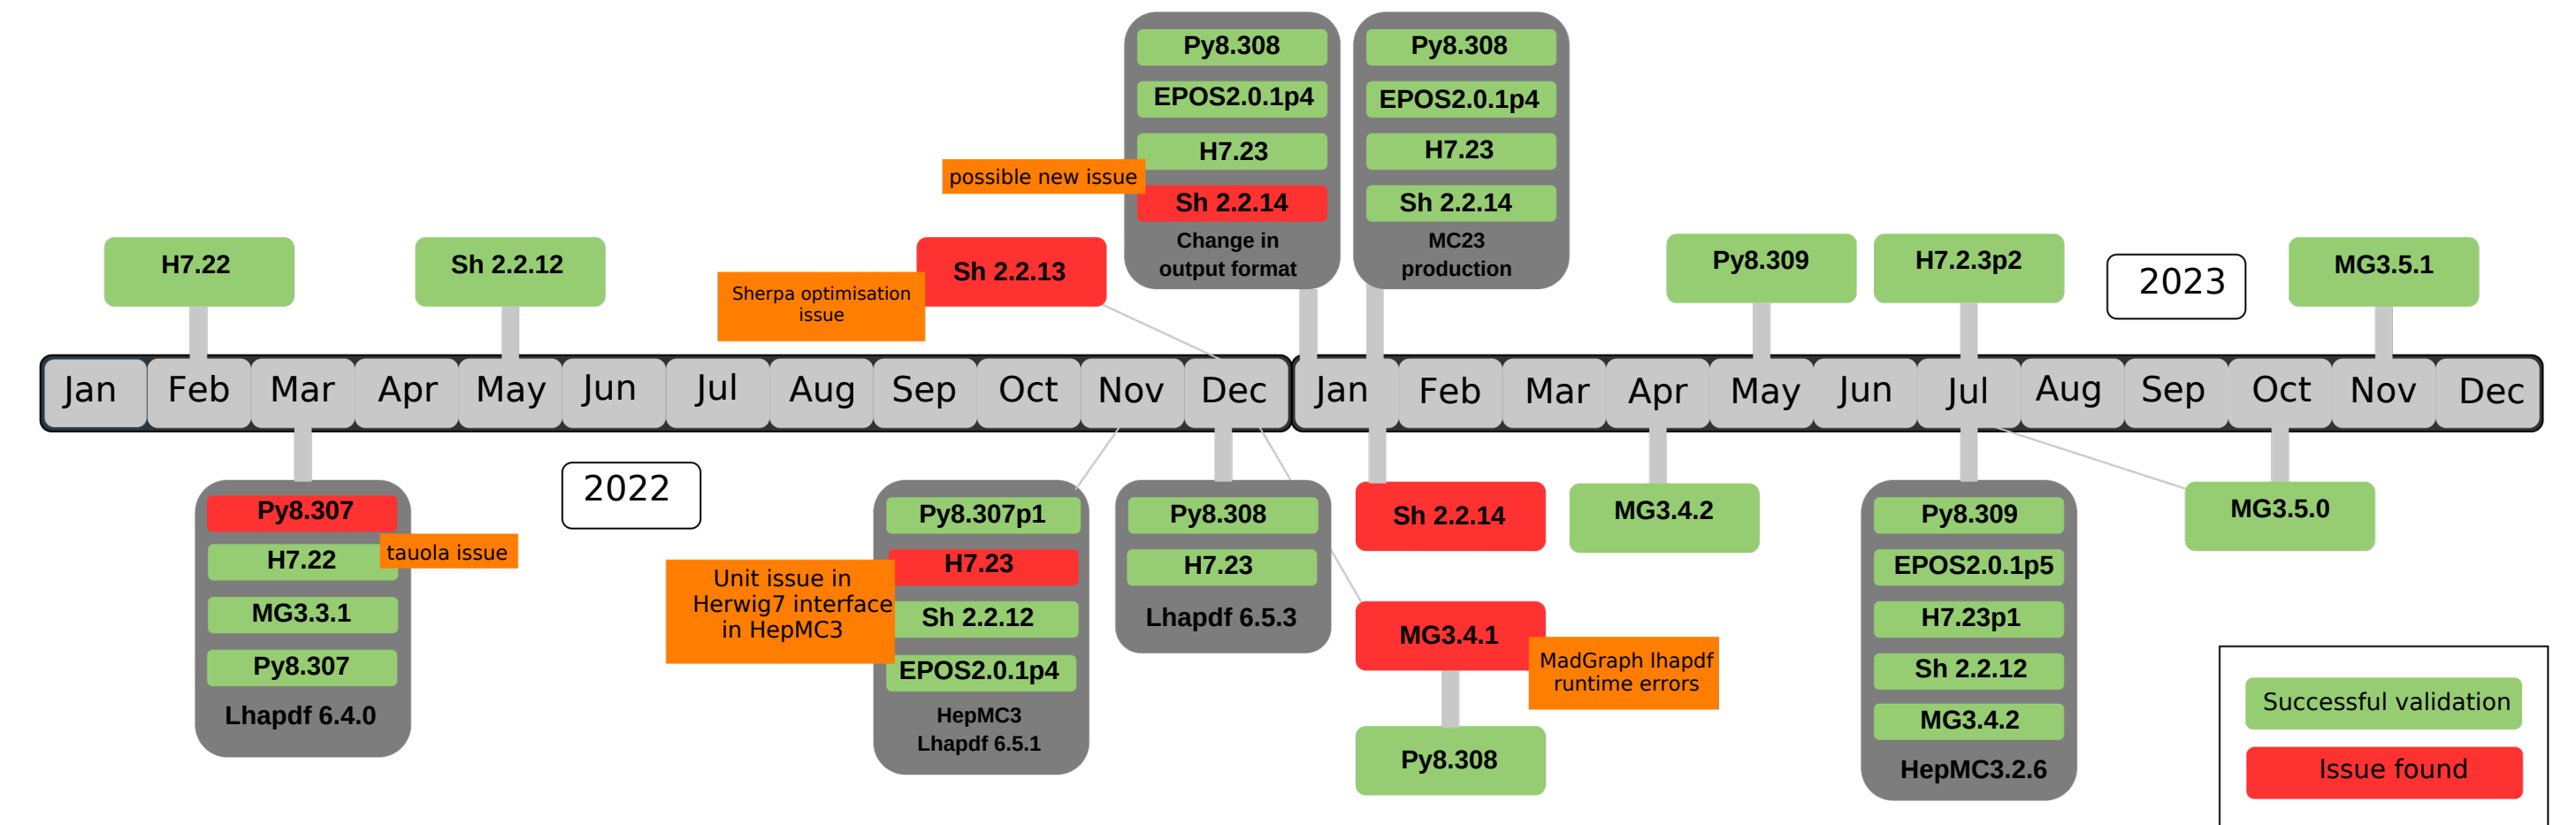 Py8.308
EPOS2.0.1p4
H7.23
possible new issue
Sh 2.2.14
Change in
output format
Py8.308
EPOS2.0.1p4
H7.23
Sh 2.2.14
MC23
production
H7.22
Sh 2.2.12
Sh 2.2.13
Sherpa optimisation
issue
Py8.309
H7.2.3p2
2023
MG3.5.1
Jan
Feb
Mar
Apr
May
Jun
Jul
Aug
Sep
Oct
Nov
Dec
Jan
Feb
Mar
Apr
May
Jun
Jul
Aug
Sep
Oct
Nov
Dec
2022
Py8.307
tauola issue
H7.22
MG3.3.1
Py8.307
Lhapdf 6.4.0
Py8.307p1
H7.23
Unit issue in
Herwig7 interface
in HepMC3
Sh 2.2.12
EPOS2.0.1p4
HepMC3
Lhapdf 6.5.1
Py8.308
H7.23
Lhapdf 6.5.3
Sh 2.2.14
MG3.4.1
MadGraph lhapdf
runtime errors
Py8.308
MG3.4.2
Py8.309
EPOS2.0.1p5
H7.23p1
Sh 2.2.12
MG3.4.2
HepMC3.2.6
MG3.5.0
Successful validation
Issue found